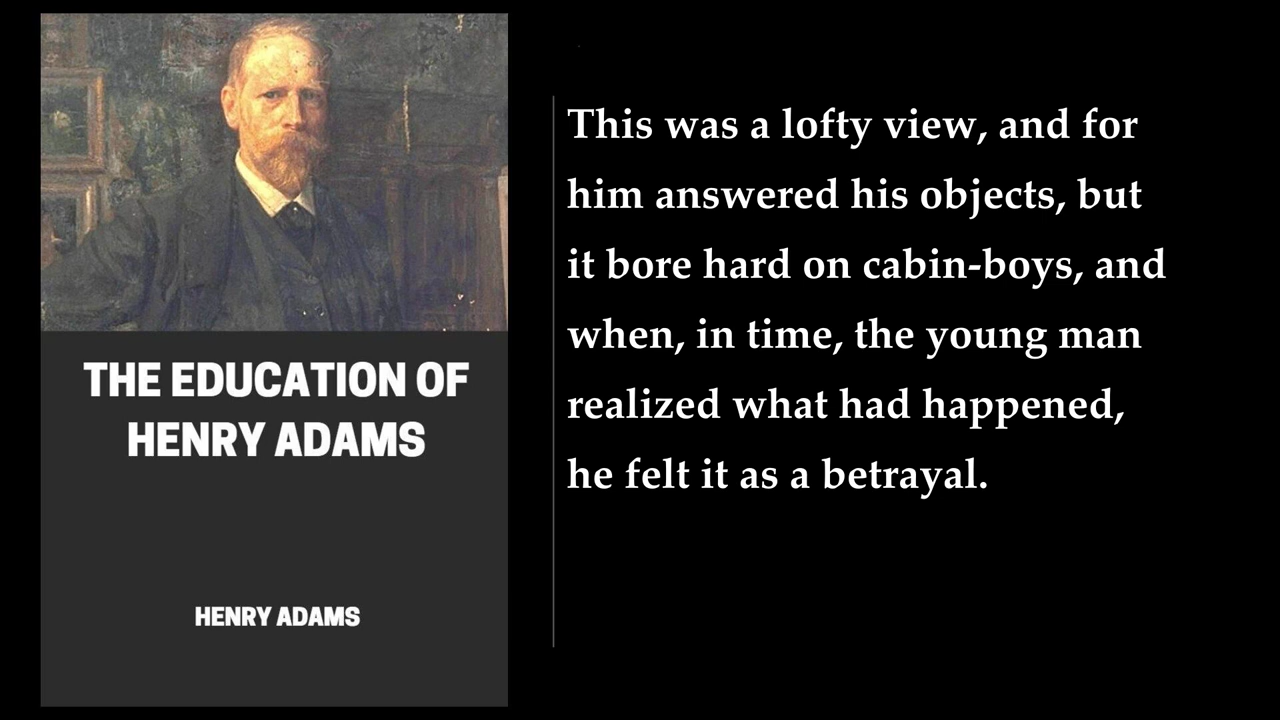 THE EDUCATION OF
HENRY ADAMS
HENRY ADAMS
This was a lofty view, and for
him answered his objects, but
it bore hard on cabin-boys, and
when, in time, the young man
realized what had happened,
he felt it as a betrayal.